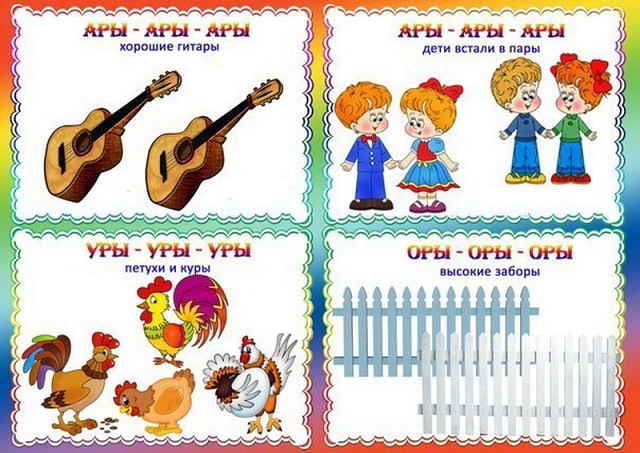 АРЫ - АРЫ - АРЫ
хорошие гитары
АРЫ - АРЫ - АРЫ
дети встали в пары
УРЫ - УРЫ - УРЫ
петухи и куры
ОРЫ - ОРЫ - ОРЫ
высокие заборы